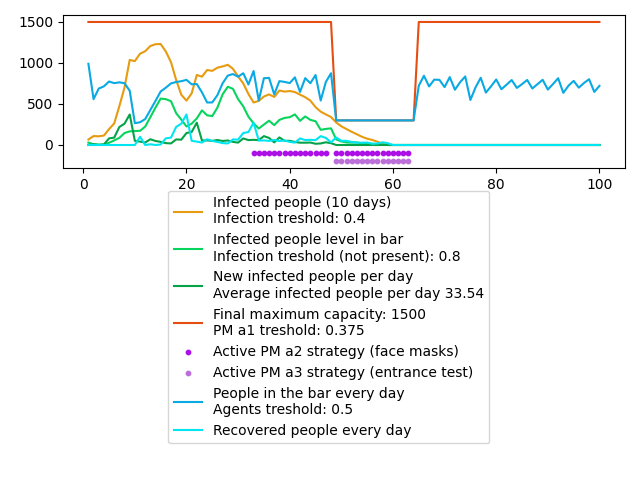 1500
1000
500
0
0 20 40 60 80 100
Infected people (10 days)
Infection treshold: 0.4
Infected people level in bar
Infection treshold (not present): 0.8
New infected people per day
Average infected people per day 33.54
Final maximum capacity: 1500
PM a1 treshold: 0.375
Active PM a2 strategy (face masks)
Active PM a3 strategy (entrance test)
People in the bar every day
Agents treshold: 0.5
Recovered people every day